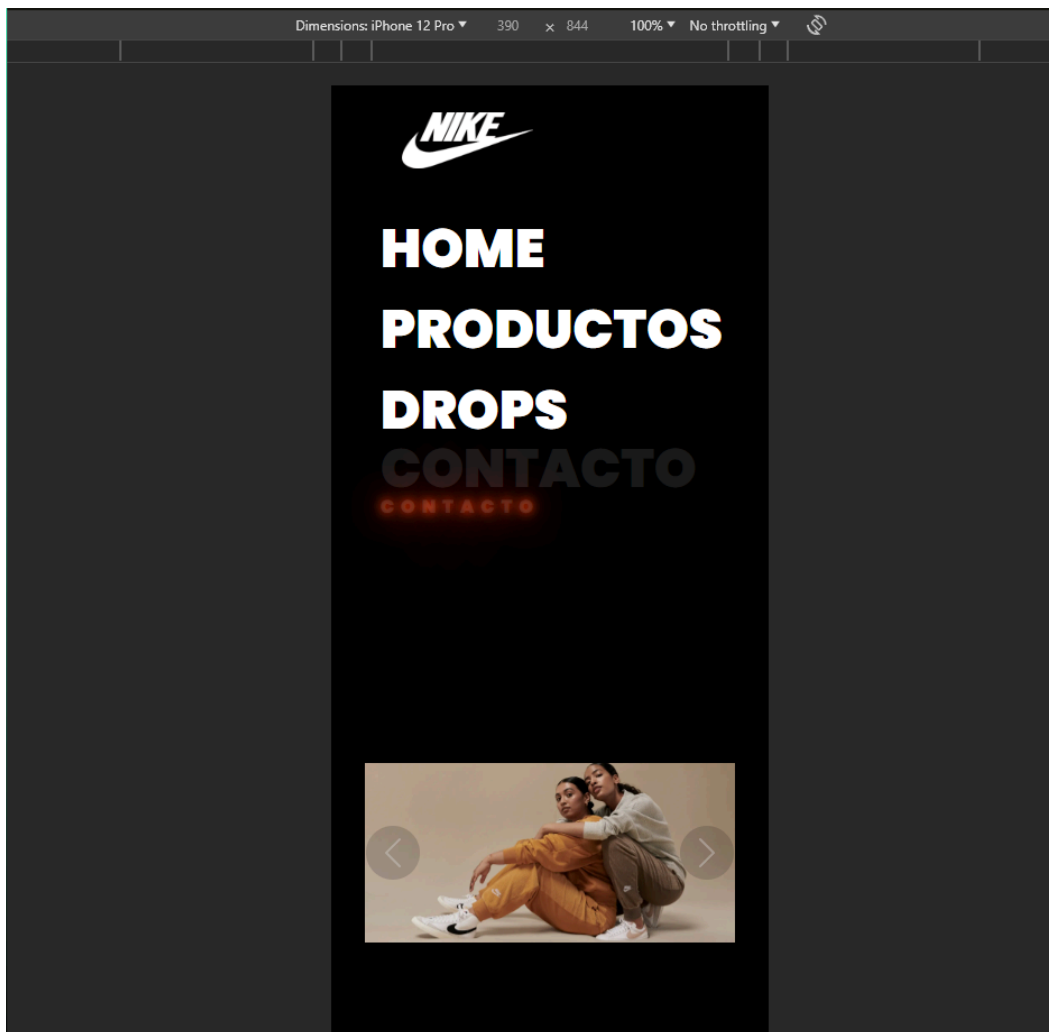 Dimensions: iPhone 12 Pro ▼ 390 × 844 100% ▼ No throttling ▼
NIKE
HOME
PRODUCTOS
DROPS
CONTACTO
CONTACTO